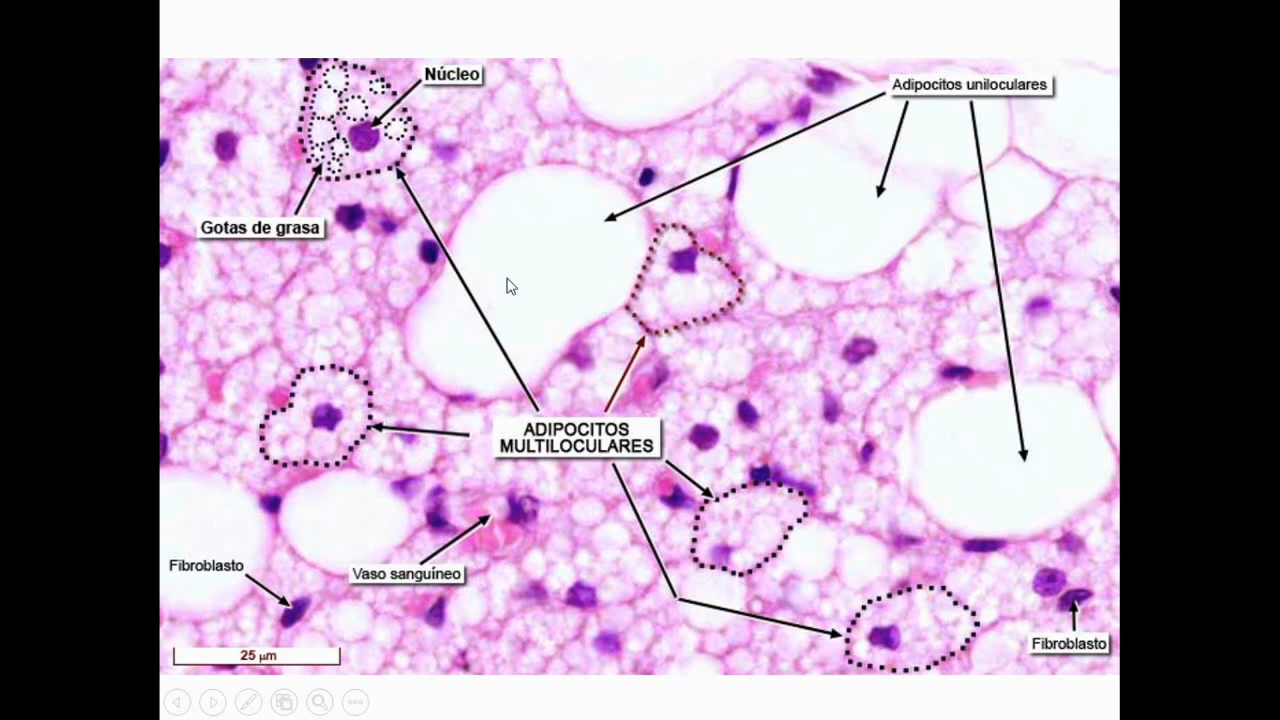 Núcleo
Adipocitos uniloculares
Gotas de grasa
ADIPOCITOS
MULTILOCULARES
Fibroblasto
Vaso sanguíneo
Fibroblasto
25 µm